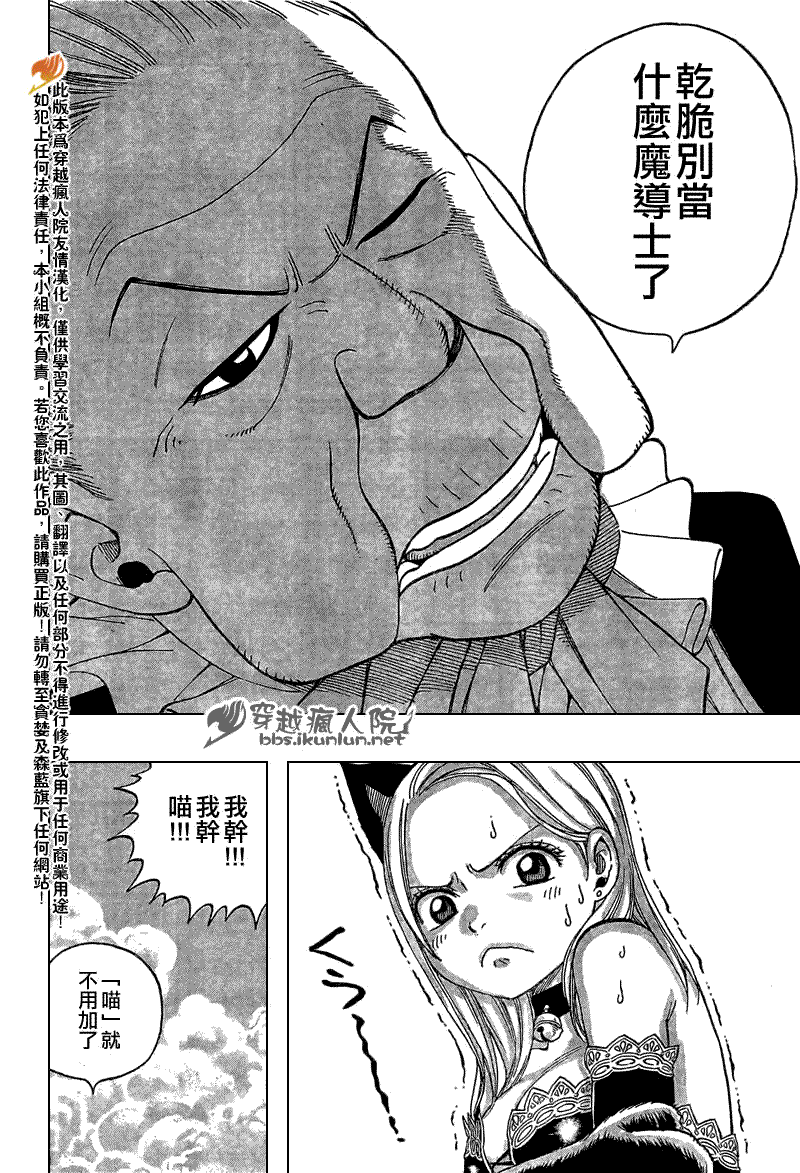 乾脆別當
什麼魔導士了
穿越瘋人院
bbs.ikunlun.net
くぅ〜〜
我幹!!!
我幹
喵!!!
「喵」就
不用加了
此版本爲穿越瘋人院友情漢化，僅供學習交流之用，其圖、翻譯以及任何部分不得進行修改或用于任何商業用途！
如犯上任何法律責任，本小組概不負責。若您喜歡此作品，請購買正版！請勿轉至貪婪及森藍旗下任何網站！